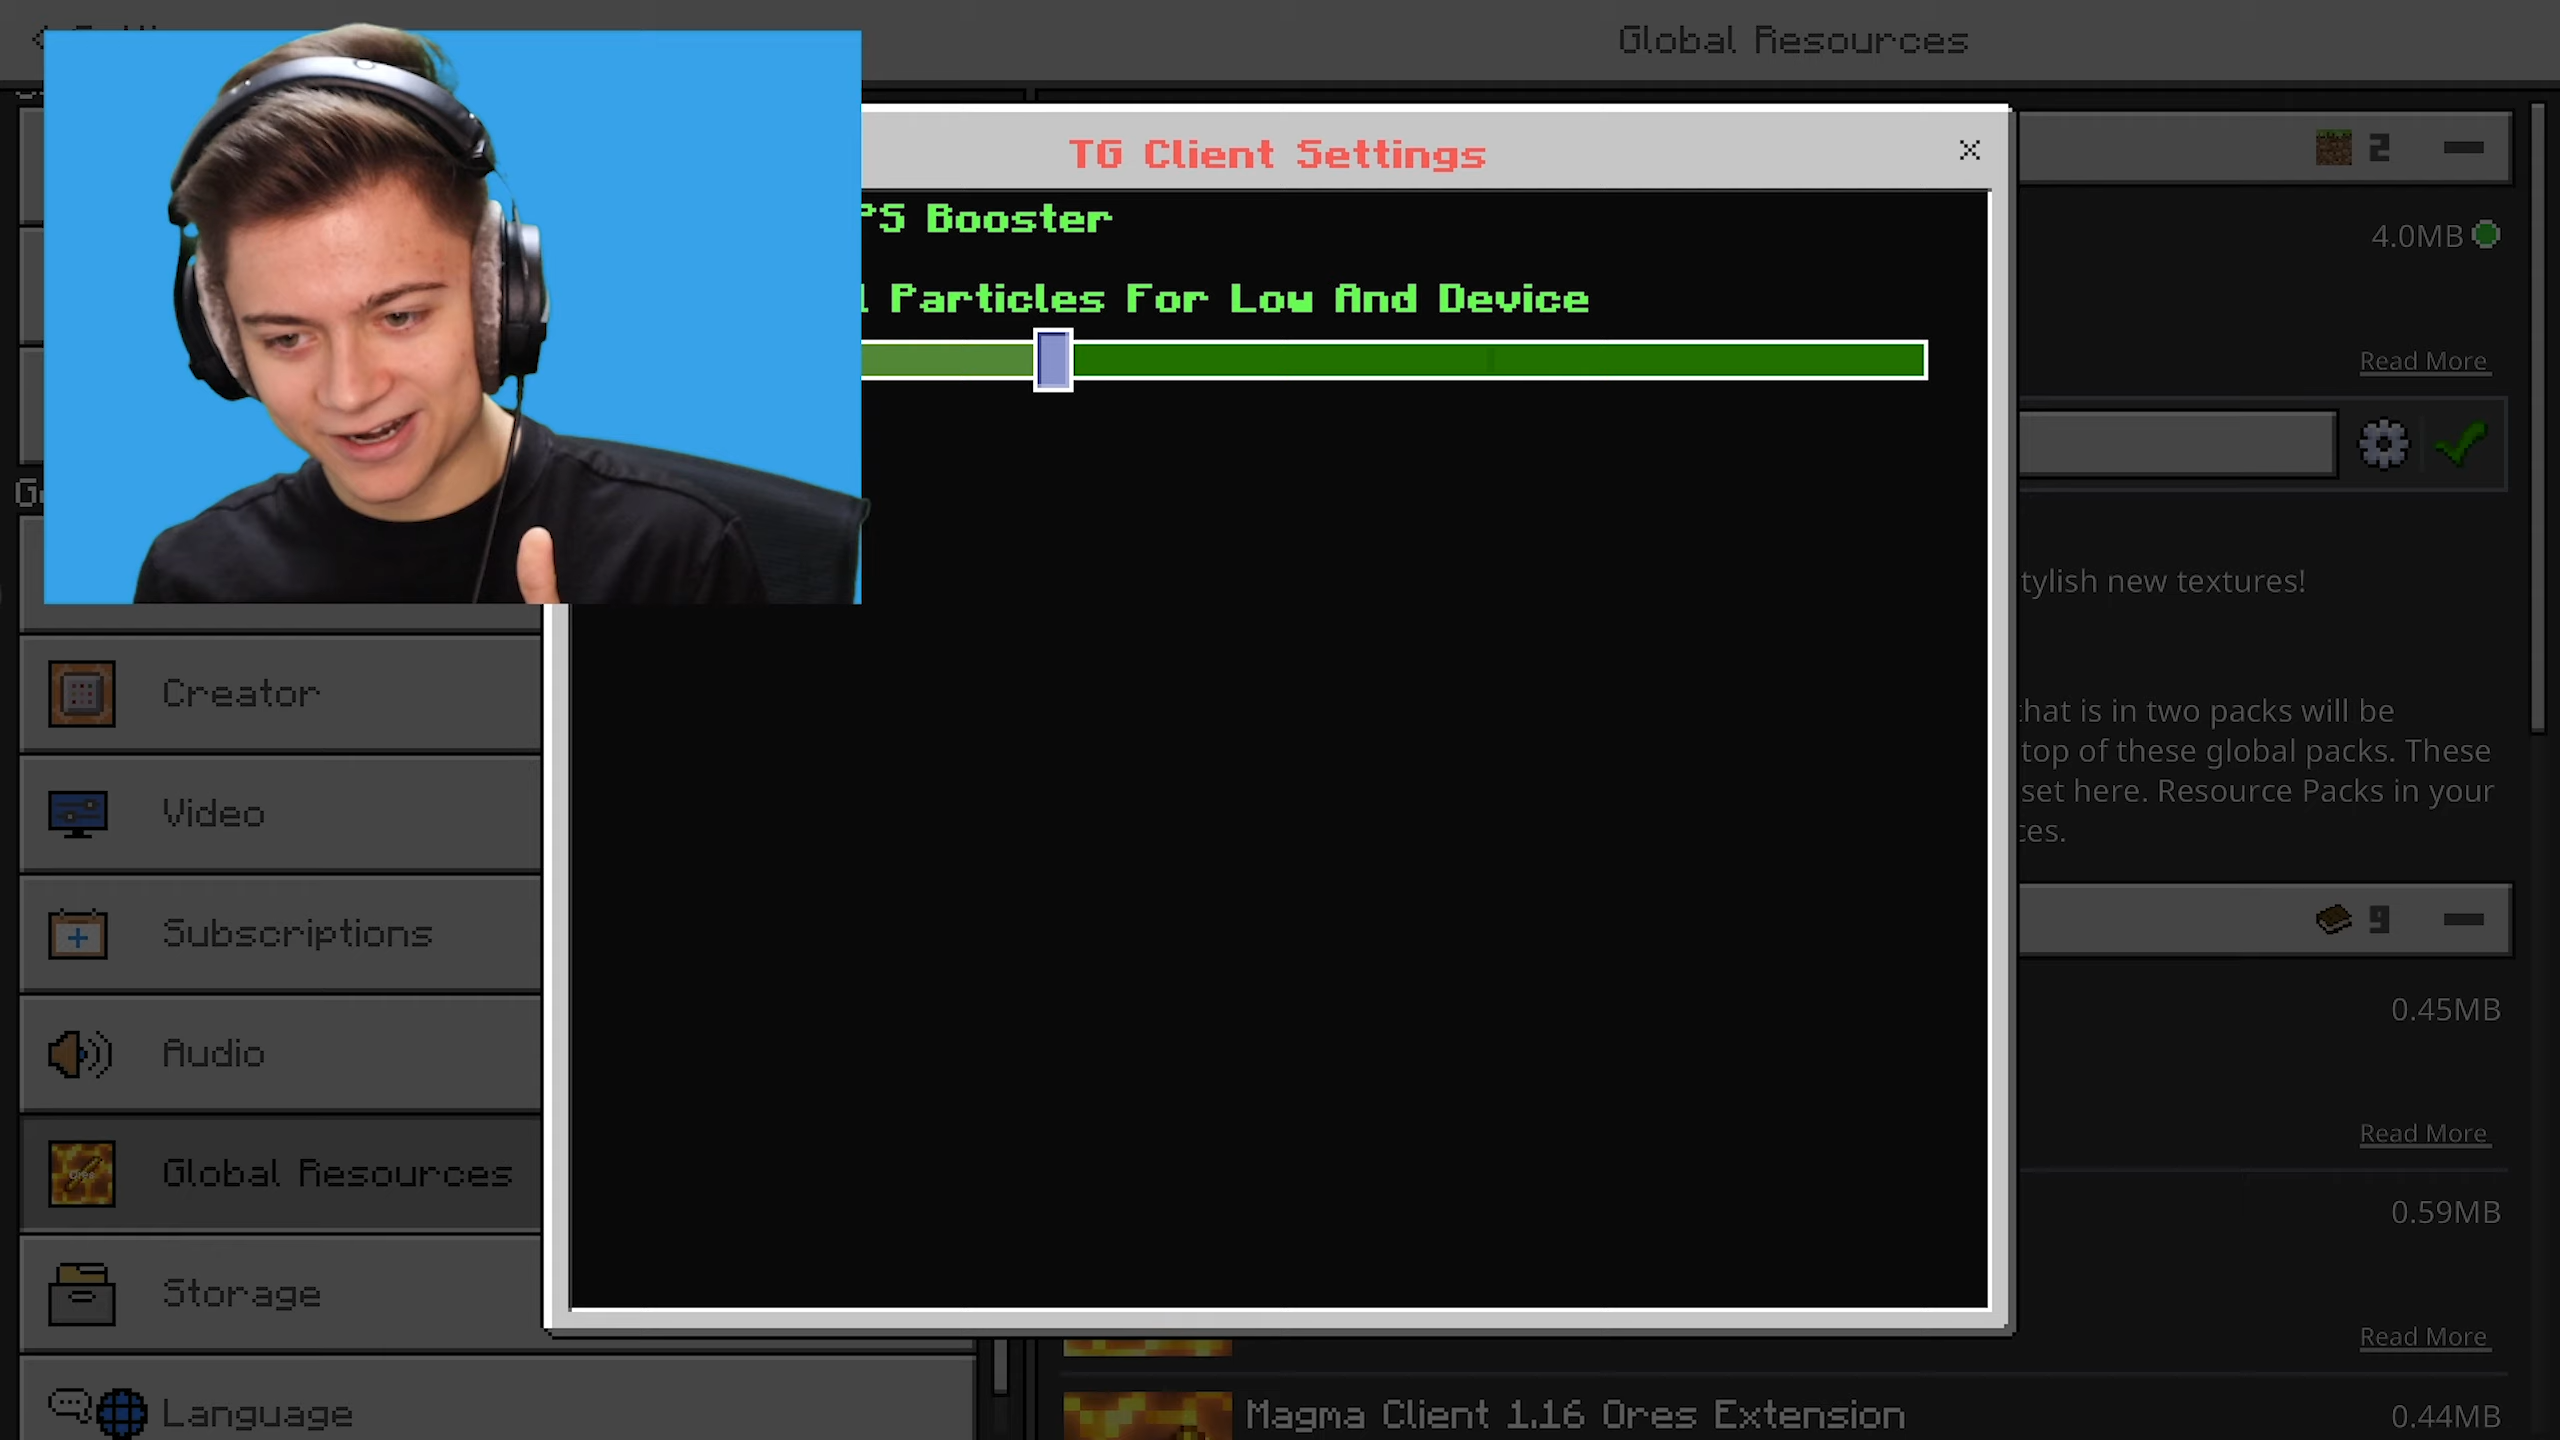 Global Resources
TG Client Settings
2
PS Booster
4.0MB
l Particles For Low And Device
Read More
tylish new textures!
Creator
that is in two packs will be
top of these global packs. These
set here. Resource Packs in your
Video
ces.
Subscriptions
9
0.45MB
Audio
Read More
Global Resources
0.59MB
Storage
Read More
Language
Magma Client 1.16 Ores Extension
0.44MB